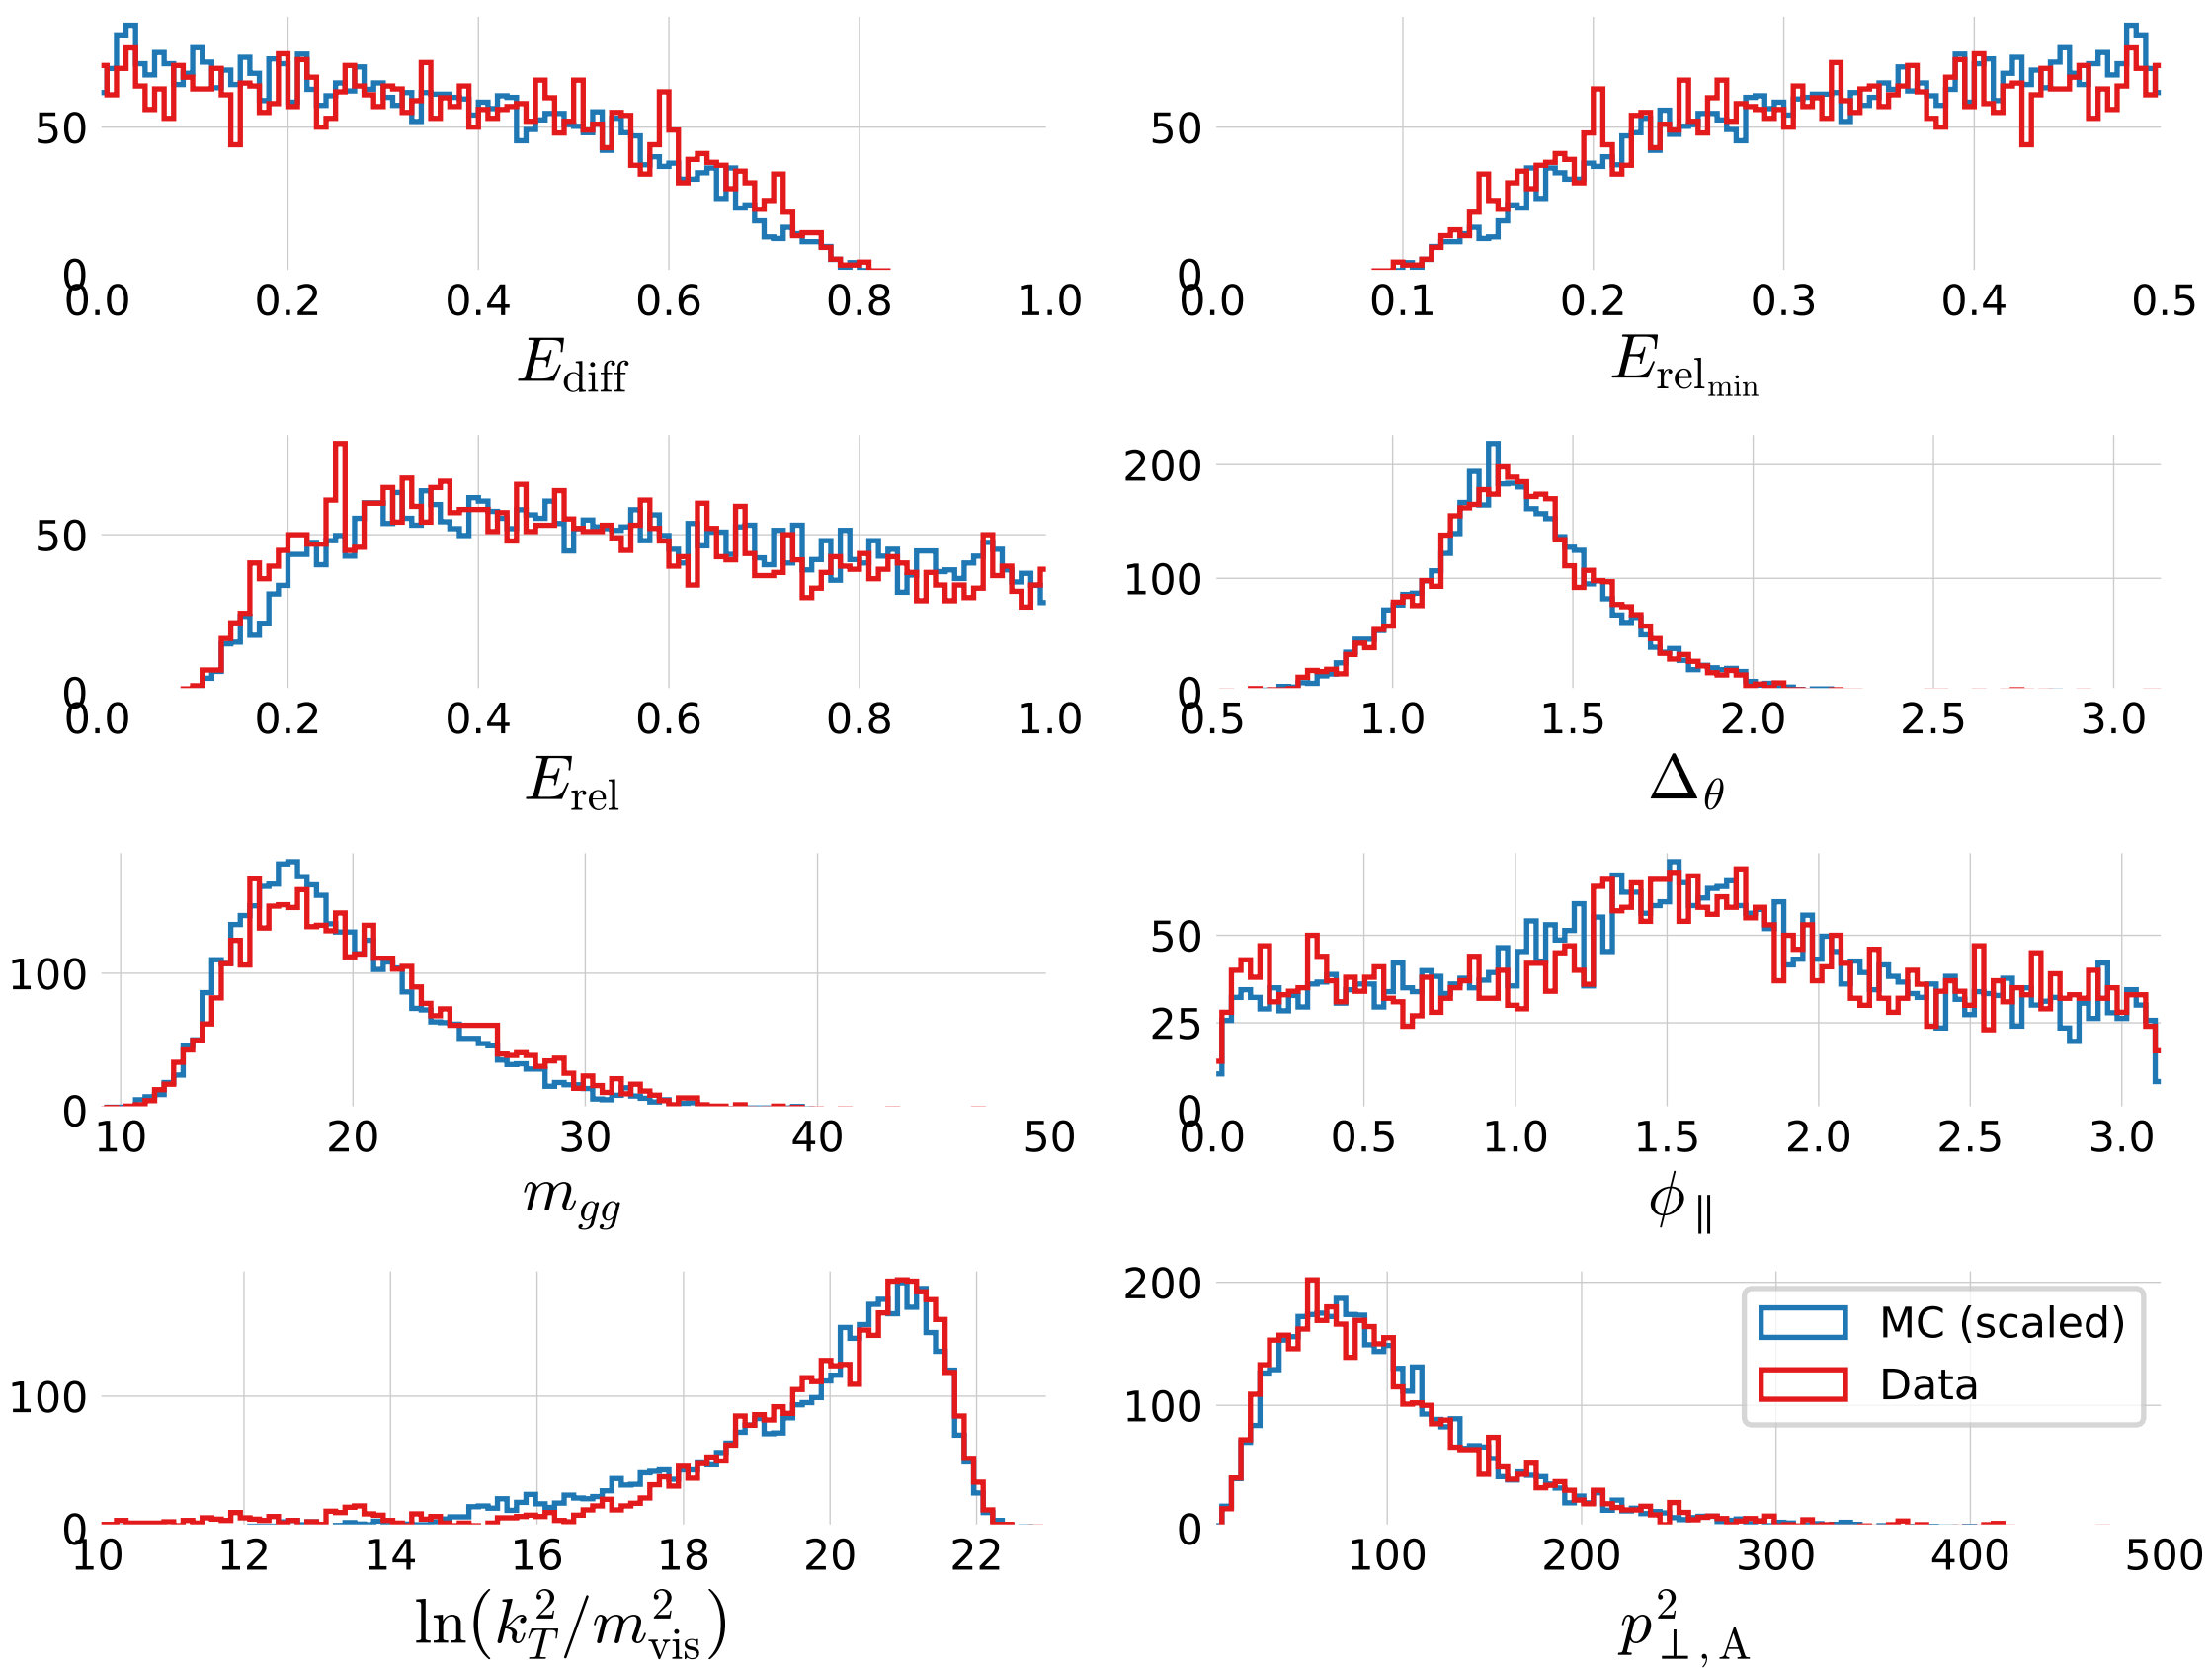 50
0
0.0 0.2 0.4 0.6 0.8 1.0
E_diff
50
0
0.0 0.1 0.2 0.3 0.4 0.5
E_rel_min
50
0
0.0 0.2 0.4 0.6 0.8 1.0
E_rel
200
100
0
0.5 1.0 1.5 2.0 2.5 3.0
Δ_θ
100
0
10 20 30 40 50
m_gg
50
25
0
0.0 0.5 1.0 1.5 2.0 2.5 3.0
ϕ_∥
100
0
10 12 14 16 18 20 22
ln(k_T^2/m_vis^2)
200
100
0
100 200 300 400 500
p_⊥,A^2
MC (scaled)
Data